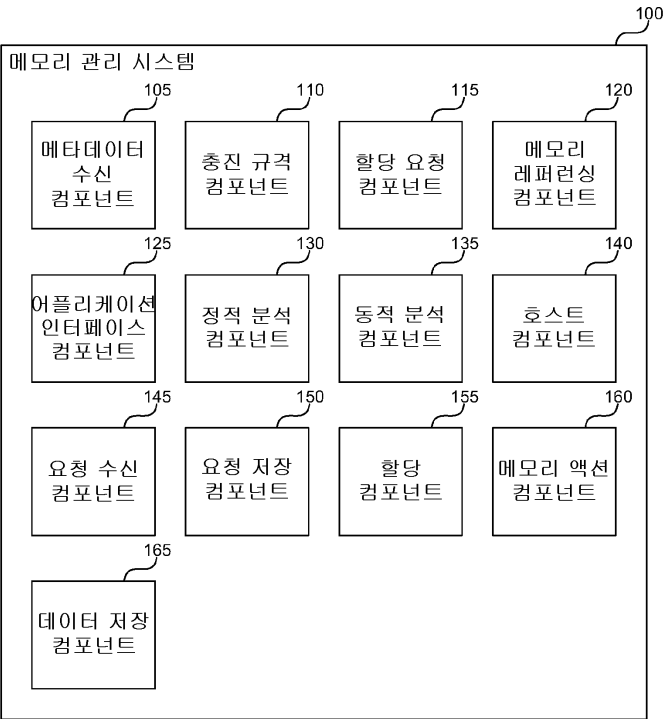 100
메모리 관리 시스템
105
메타데이터
수신
컴포넌트
110
충진 규격
컴포넌트
115
할당 요청
컴포넌트
120
메모리
레퍼런싱
컴포넌트
125
어플리케이션
인터페이스
컴포넌트
130
정적 분석
컴포넌트
135
동적 분석
컴포넌트
140
호스트
컴포넌트
145
요청 수신
컴포넌트
150
요청 저장
컴포넌트
155
할당
컴포넌트
160
메모리 액션
컴포넌트
165
데이터 저장
컴포넌트